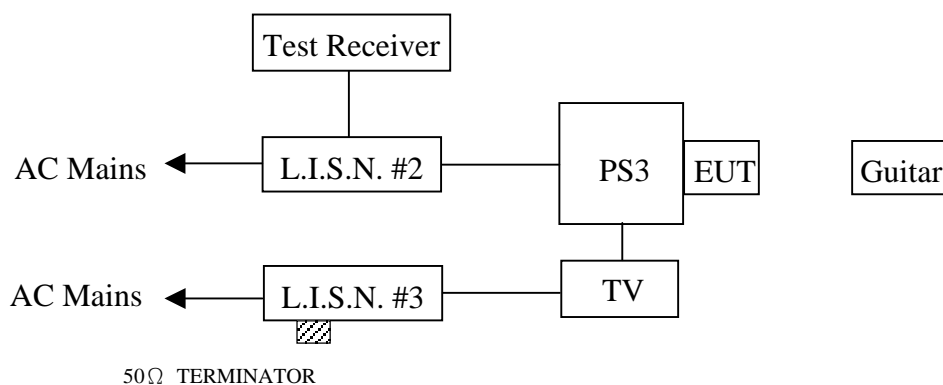 Test Receiver
AC Mains
L.I.S.N. #2
PS3
EUT
Guitar
AC Mains
L.I.S.N. #3
TV
50Ω TERMINATOR